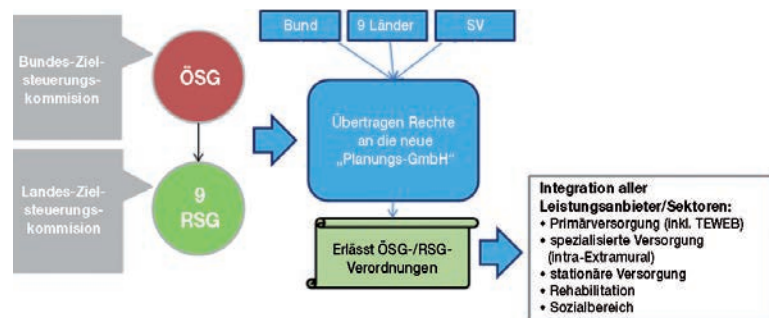 Bundes-Ziel-
steuerungs-
kommision
ÖSG
Landes-Ziel-
steuerungs-
kommision
9
RSG
Bund
9 Länder
SV
Übertragen Rechte
an die neue
„Planungs-GmbH“
Erlässt ÖSG-/RSG-
Verordnungen
Integration aller
Leistungsanbieter/Sektoren:
• Primärversorgung (inkl. TEWEB)
• spezialisierte Versorgung
(intra-Extramural)
• stationäre Versorgung
• Rehabilitation
• Sozialbereich